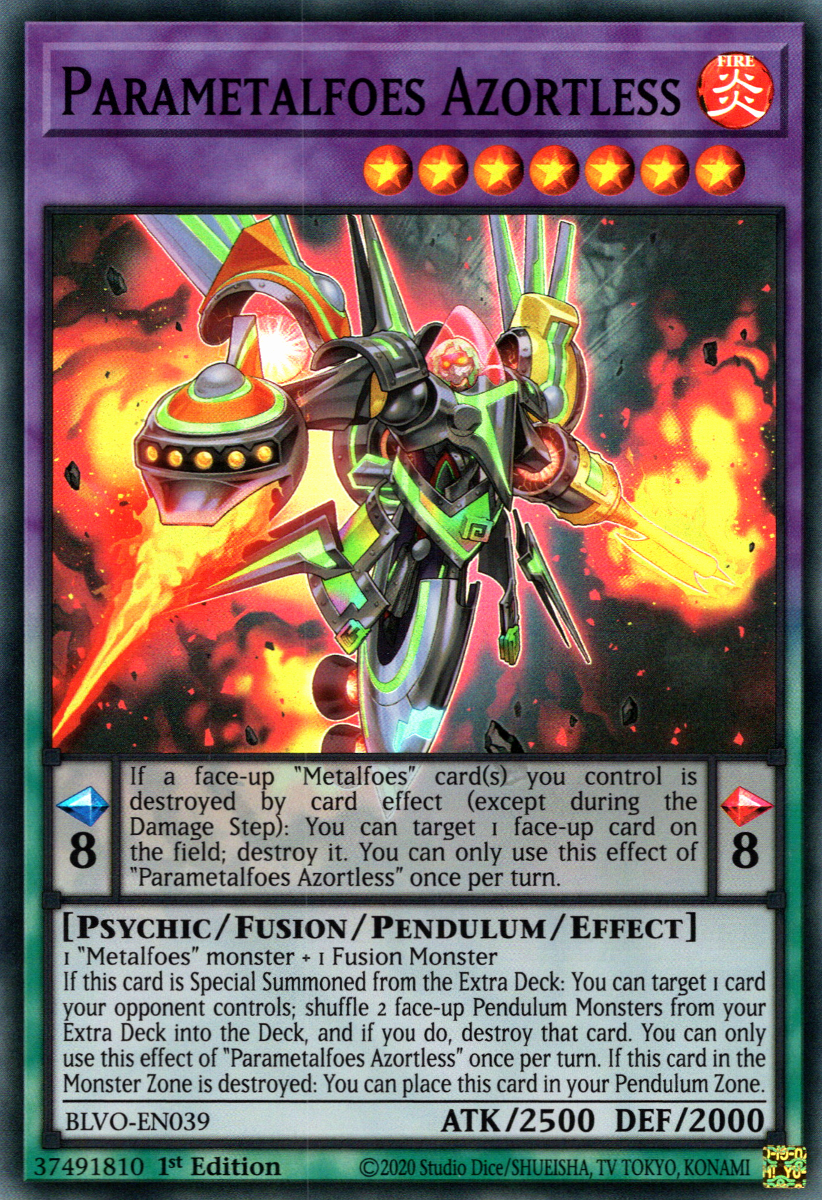 PARAMETALFOES AZORTLESS
FIRE
炎
If a face-up "Metalfoes" card(s) you control is
destroyed by card effect (except during the
Damage Step): You can target 1 face-up card on
the field; destroy it. You can only use this effect of
"Parametalfoes Azortless" once per turn.
8
8
[PSYCHIC/FUSION/PENDULUM/EFFECT]
1 "Metalfoes" monster + 1 Fusion Monster
If this card is Special Summoned from the Extra Deck: You can target 1 card
your opponent controls; shuffle 2 face-up Pendulum Monsters from your
Extra Deck into the Deck, and if you do, destroy that card. You can only
use this effect of "Parametalfoes Azortless" once per turn. If this card in the
Monster Zone is destroyed: You can place this card in your Pendulum Zone.
BLVO-EN039
ATK/2500 DEF/2000
37491810 1st Edition
©2020 Studio Dice/SHUEISHA, TV TOKYO, KONAMI